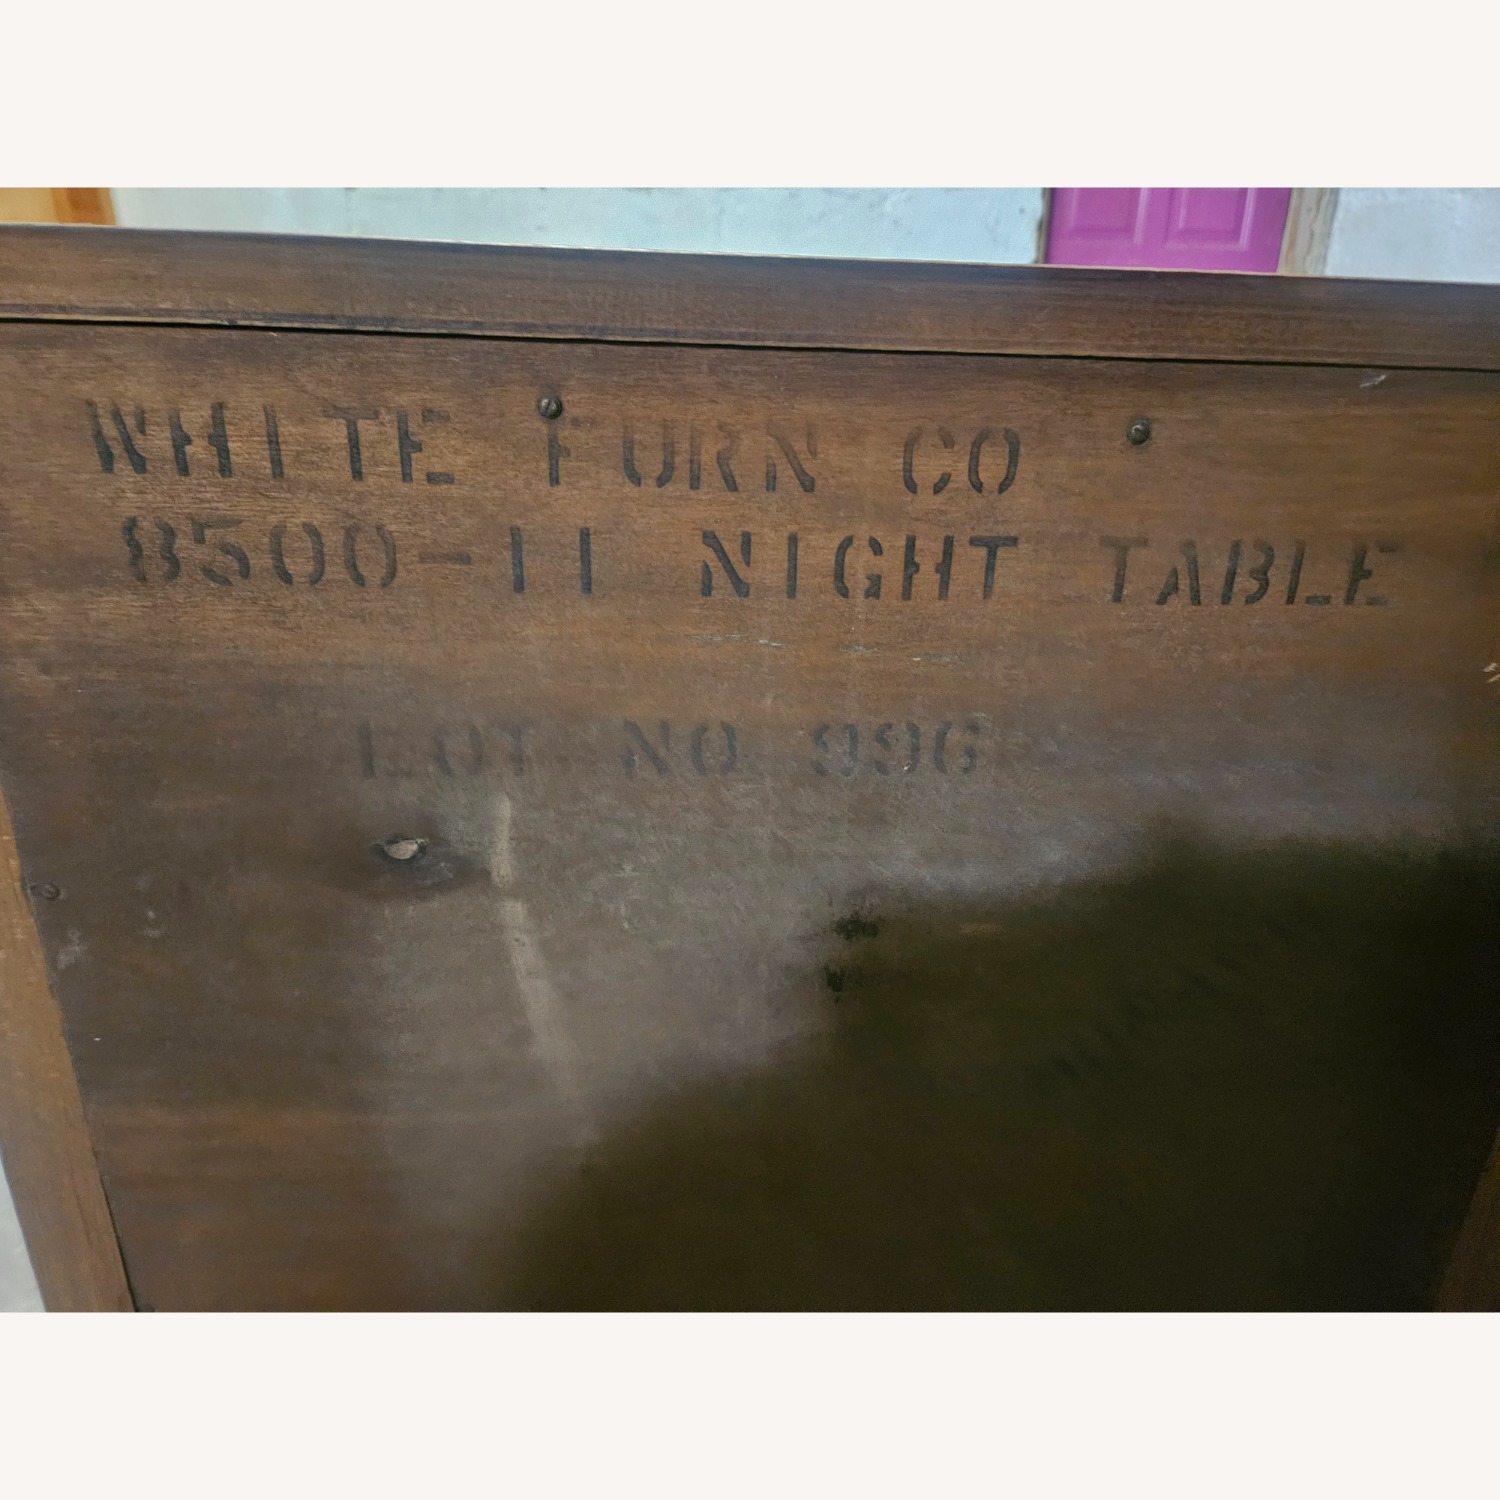 WHITE FURN CO
8500-11 NIGHT TABLE
LOT NO 996